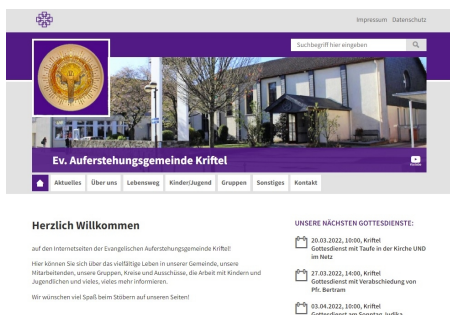 Impressum Datenschutz
Suchbegriff hier eingeben
Ev. Auferstehungsgemeinde Kriftel
Aktuelles Über uns Lebensweg Kinder/Jugend Gruppen Sonstiges Kontakt
Herzlich Willkommen
auf den Internetseiten der Evangelischen Auferstehungsgemeinde Kriftel!
Hier können Sie sich über das vielfältige Leben in unserer Gemeinde, unsere
Mitarbeitenden, unsere Gruppen, Kreise und Ausschüsse, die Arbeit mit Kindern und
Jugendlichen und vieles, vieles mehr informieren.
Wir wünschen viel Spaß beim Stöbern auf unseren Seiten!
UNSERE NÄCHSTEN GOTTESDIENSTE:
20.03.2022, 10:00, Kriftel
Gottesdienst mit Taufe in der Kirche UND
im Netz
27.03.2022, 14:00, Kriftel
Gottesdienst mit Verabschiedung von
Pfr. Bertram
03.04.2022, 10:00, Kriftel
Gottesdienst am Sonntag Judika